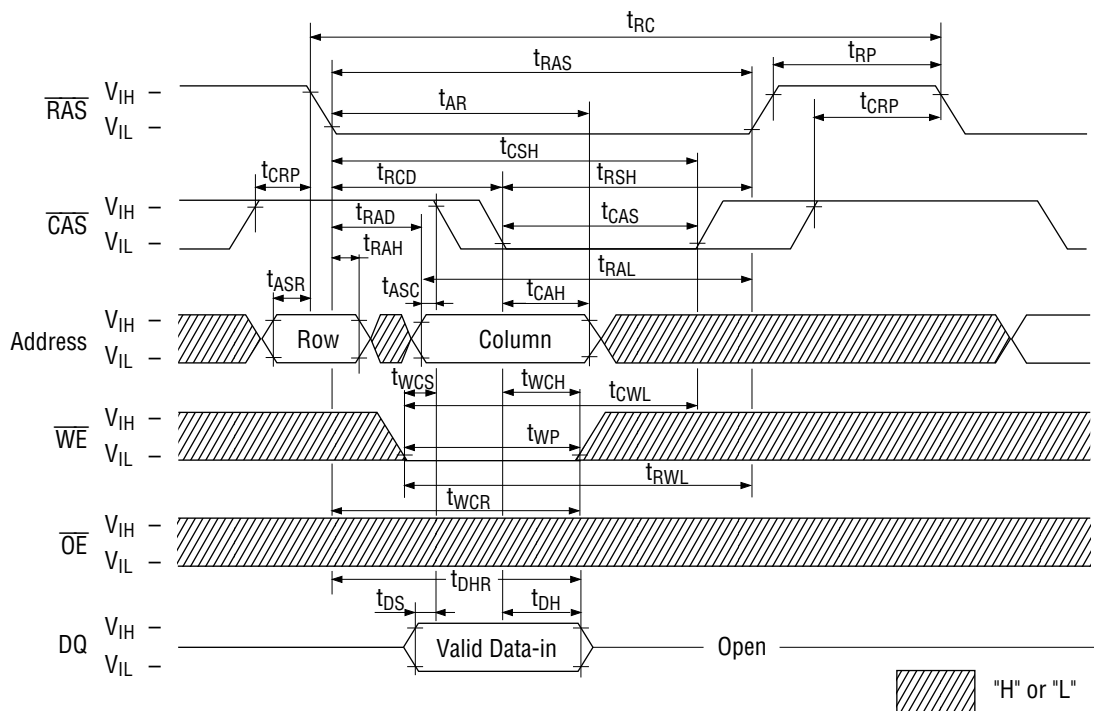 tRC
tRAS
tRP
tAR
tCRP
RAS
VIH –
VIL –
tCSH
tCRP
tRCD
tRSH
CAS
VIH –
VIL –
tRAD
tCAS
tRAH
tRAL
tASR
tASC
tCAH
Address
VIH –
VIL –
Row
Column
tWCS
tWCH
tCWL
WE
VIH –
VIL –
tWP
tRWL
tWCR
OE
VIH –
VIL –
tDHR
tDS
tDH
DQ
VIH –
VIL –
Valid Data-in
Open
"H" or "L"